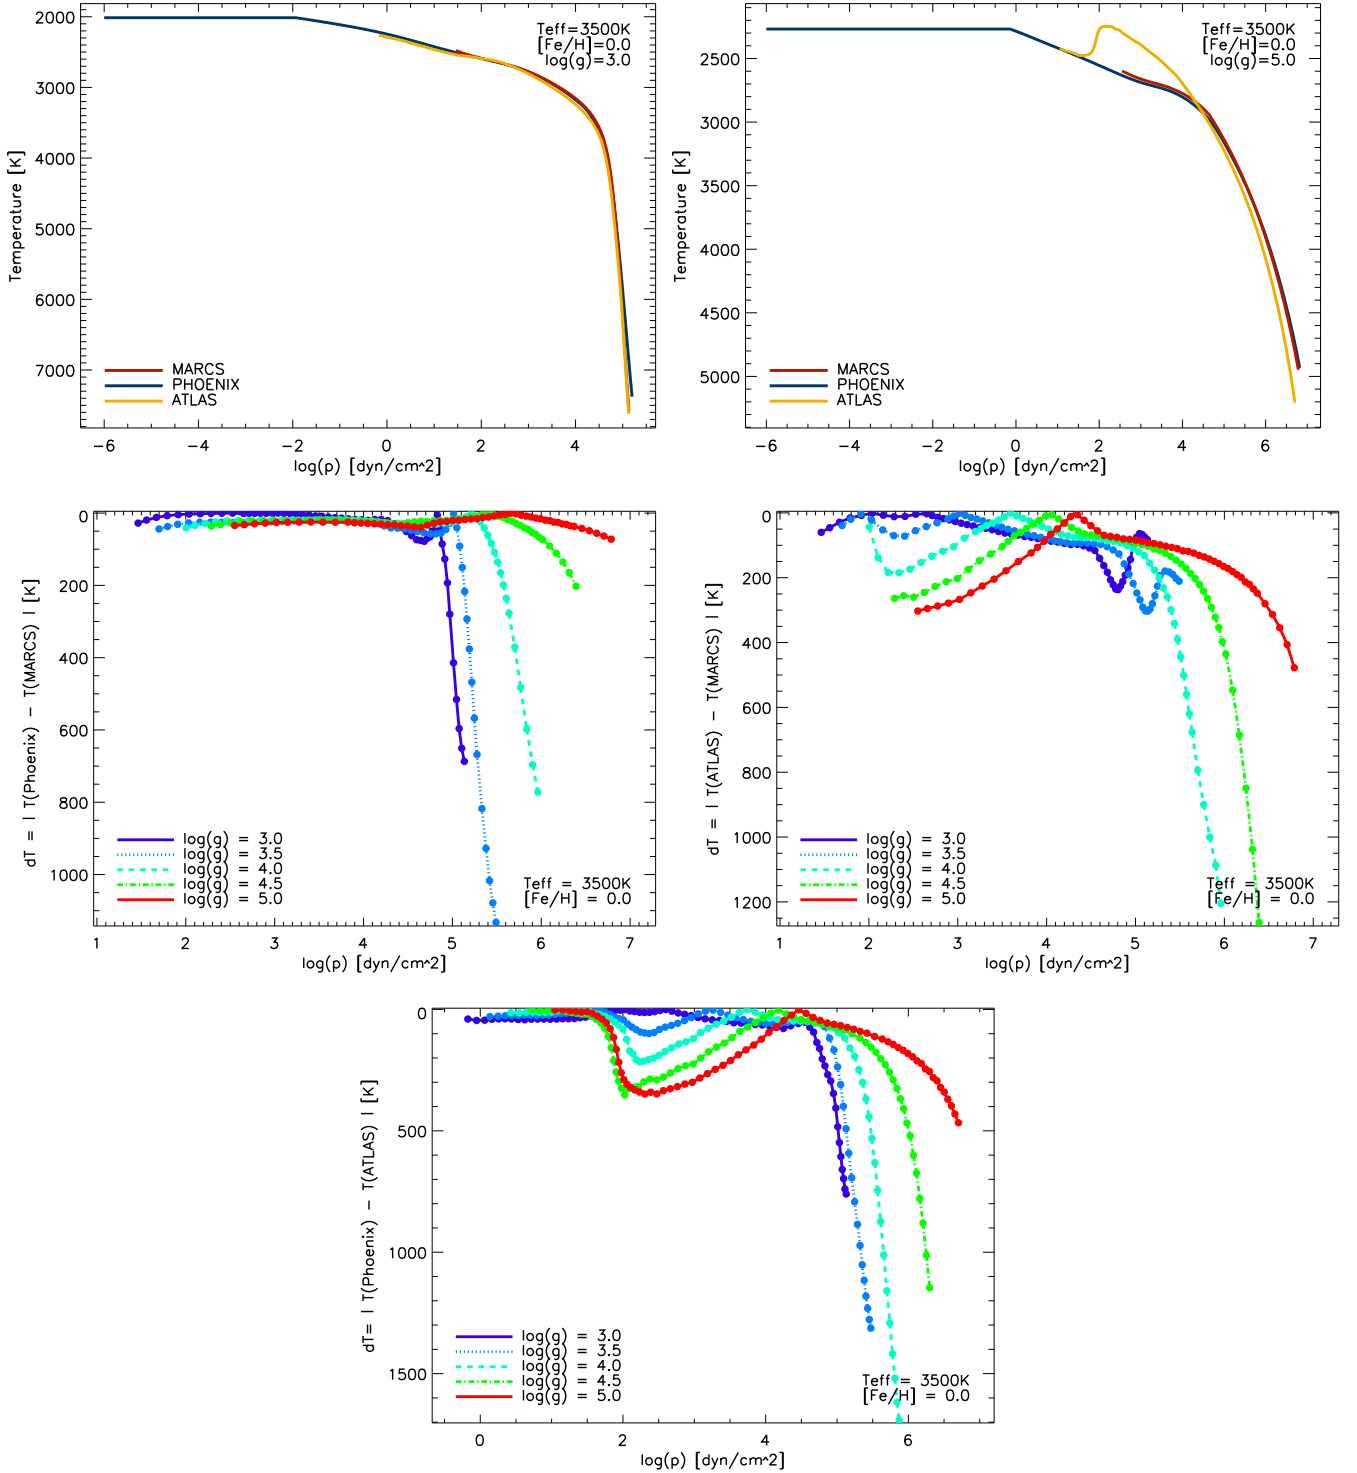 Teff=3500K
[Fe/H]=0.0
log(g)=3.0
2000
3000
4000
5000
6000
7000
Temperature [K]
MARCS
PHOENIX
ATLAS
−6 −4 −2 0 2 4
log(p) [dyn/cm^2]
Teff=3500K
[Fe/H]=0.0
log(g)=5.0
2500
3000
3500
4000
4500
5000
Temperature [K]
MARCS
PHOENIX
ATLAS
−6 −4 −2 0 2 4 6
log(p) [dyn/cm^2]
0
200
400
600
800
1000
dT = | T(Phoenix) − T(MARCS) | [K]
log(g) = 3.0
log(g) = 3.5
log(g) = 4.0
log(g) = 4.5
log(g) = 5.0
Teff = 3500K
[Fe/H] = 0.0
1 2 3 4 5 6 7
log(p) [dyn/cm^2]
0
200
400
600
800
1000
1200
dT = | T(ATLAS) − T(MARCS) | [K]
log(g) = 3.0
log(g) = 3.5
log(g) = 4.0
log(g) = 4.5
log(g) = 5.0
Teff = 3500K
[Fe/H] = 0.0
1 2 3 4 5 6 7
log(p) [dyn/cm^2]
0
500
1000
1500
dT= | T(Phoenix) − T(ATLAS) | [K]
log(g) = 3.0
log(g) = 3.5
log(g) = 4.0
log(g) = 4.5
log(g) = 5.0
Teff = 3500K
[Fe/H] = 0.0
0 2 4 6
log(p) [dyn/cm^2]